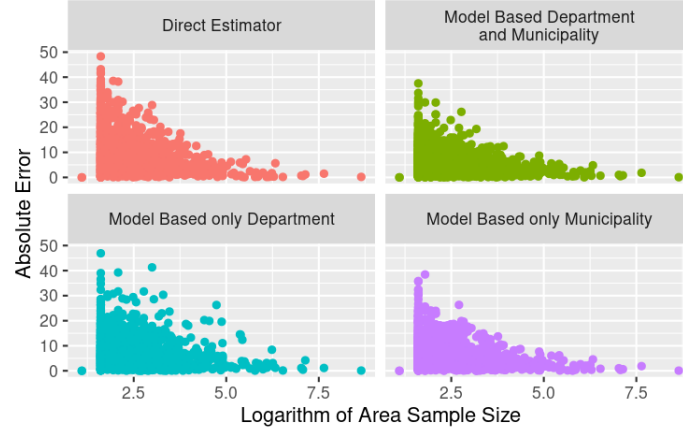 Direct Estimator
Model Based Department
and Municipality
50
40
30
20
10
0
Absolute Error
Model Based only Department
Model Based only Municipality
50
40
30
20
10
0
2.5 5.0 7.5
2.5 5.0 7.5
Logarithm of Area Sample Size